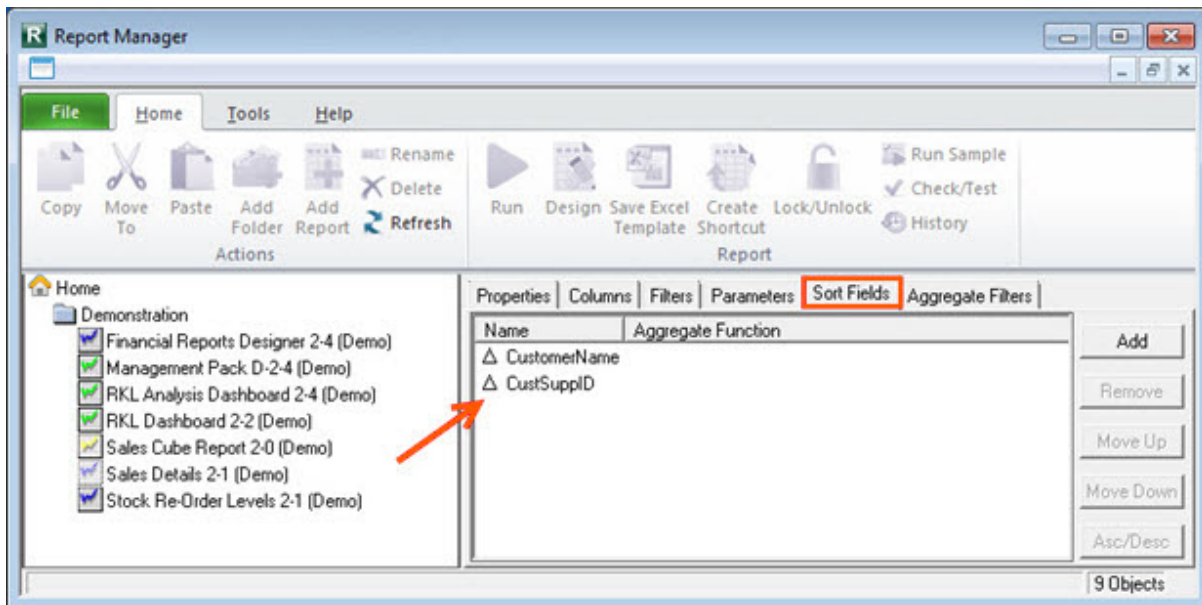 R Report Manager
File Home Tools Help
Copy
Move To
Paste
Add Folder
Add Report
Rename
Delete
Refresh
Actions
Run
Design
Save Excel Template
Create Shortcut
Lock/Unlock
Run Sample
Check/Test
History
Report
Home
Demonstration
Financial Reports Designer 2-4 (Demo)
Management Pack D-2-4 (Demo)
RKL Analysis Dashboard 2-4 (Demo)
RKL Dashboard 2-2 (Demo)
Sales Cube Report 2-0 (Demo)
Sales Details 2-1 (Demo)
Stock Re-Order Levels 2-1 (Demo)
Properties Columns Filters Parameters Sort Fields Aggregate Filters
Name Aggregate Function
CustomerName
CustSuppID
Add
Remove
Move Up
Move Down
Asc/Desc
9 Objects